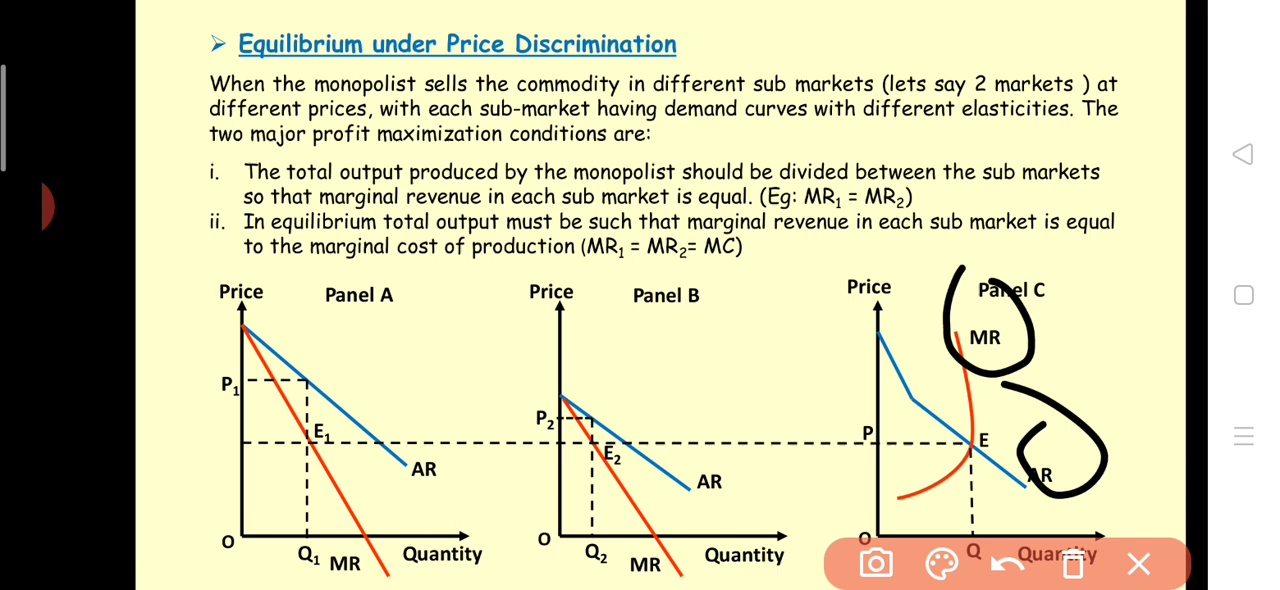 ➢ Equilibrium under Price Discrimination
When the monopolist sells the commodity in different sub markets (lets say 2 markets ) at
different prices, with each sub-market having demand curves with different elasticities. The
two major profit maximization conditions are:
i. The total output produced by the monopolist should be divided between the sub markets
so that marginal revenue in each sub market is equal. (Eg: MR₁ = MR₂)
ii. In equilibrium total output must be such that marginal revenue in each sub market is equal
to the marginal cost of production (MR₁ = MR₂= MC)
Price Panel A
P₁
E₁
AR
O
Q₁ MR Quantity
Price Panel B
P₂
E₂
AR
O
Q₂ MR Quantity
Price Panel C
MR
P E
AR
O
Q Quantity